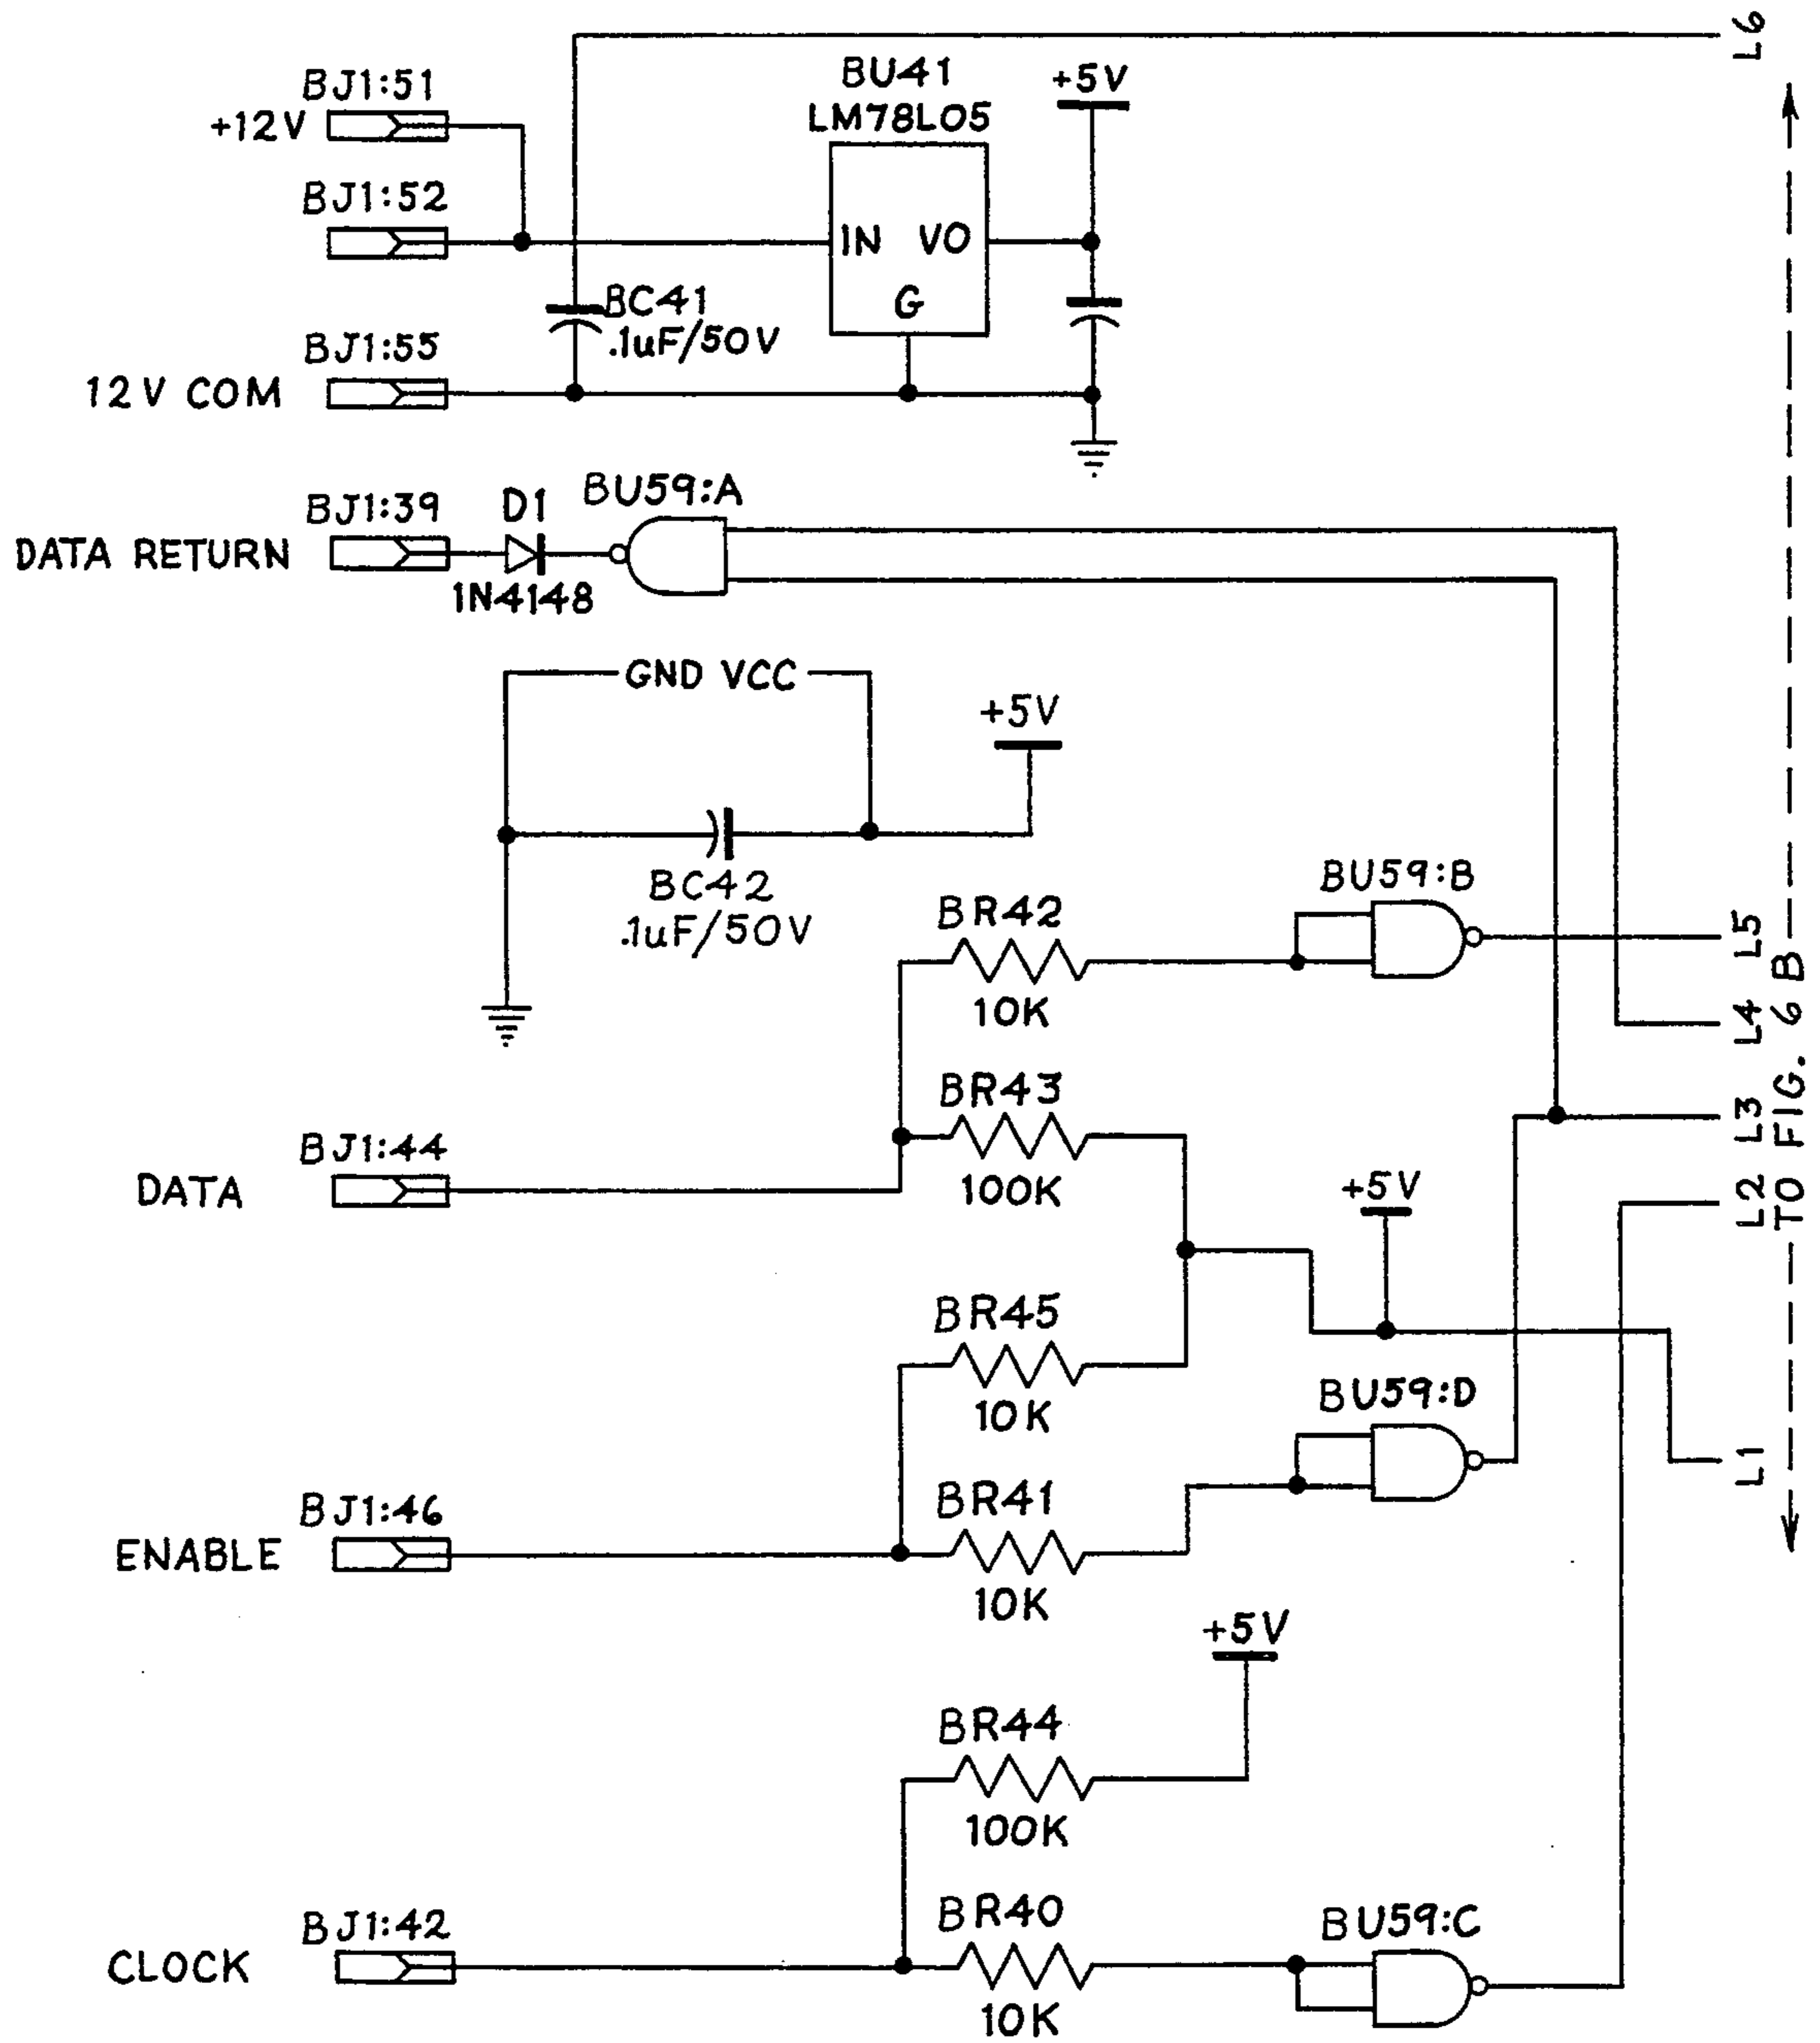 L6
BJ1:51
+12V
BU41
LM78L05
+5V
BJ1:52
IN VO
G
BC41
.1uF/50V
BJ1:55
12V COM
BJ1:39
DATA RETURN
D1
1N4148
BU59:A
GND VCC
+5V
BC42
.1uF/50V
BR42
10K
BU59:B
L5
L4
BR43
100K
L3
BJ1:44
DATA
+5V
L2
TO FIG. 6 B
BR45
10K
BU59:D
L1
BJ1:46
ENABLE
BR41
10K
+5V
BR44
100K
BJ1:42
CLOCK
BR40
10K
BU59:C